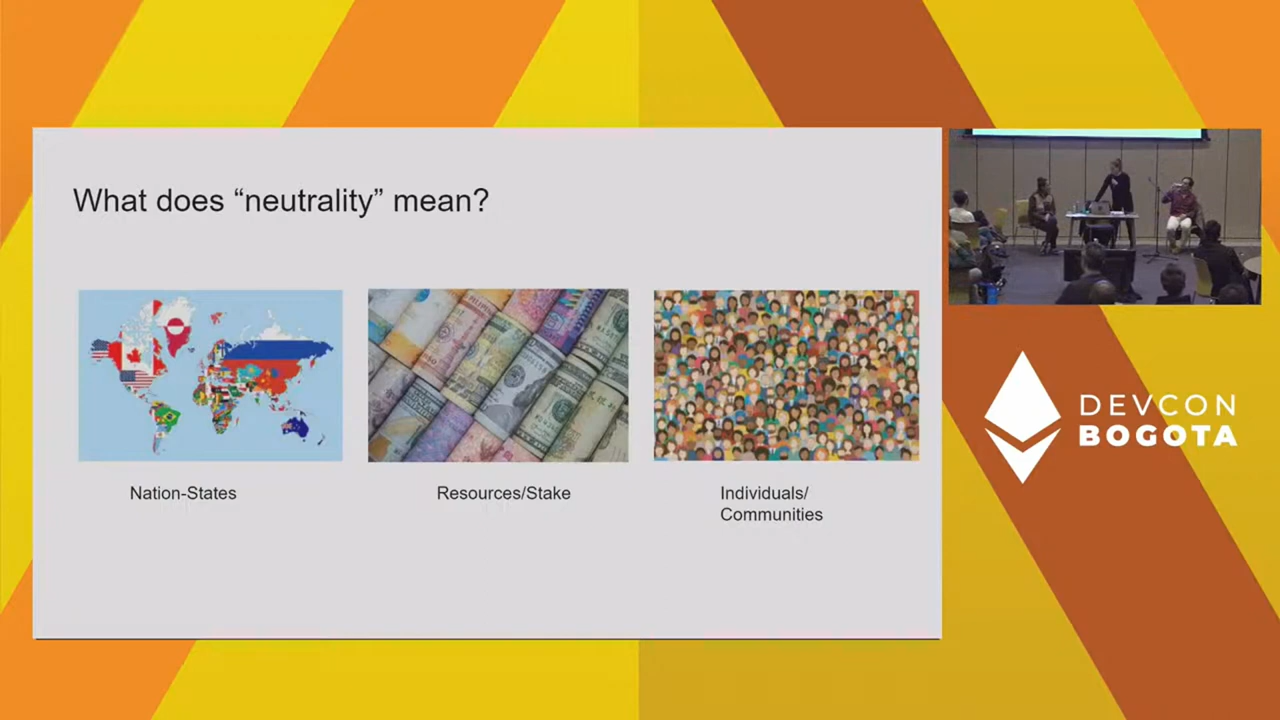 What does “neutrality” mean?
Nation-States
Resources/Stake
Individuals/
Communities
DEVCON
BOGOTA